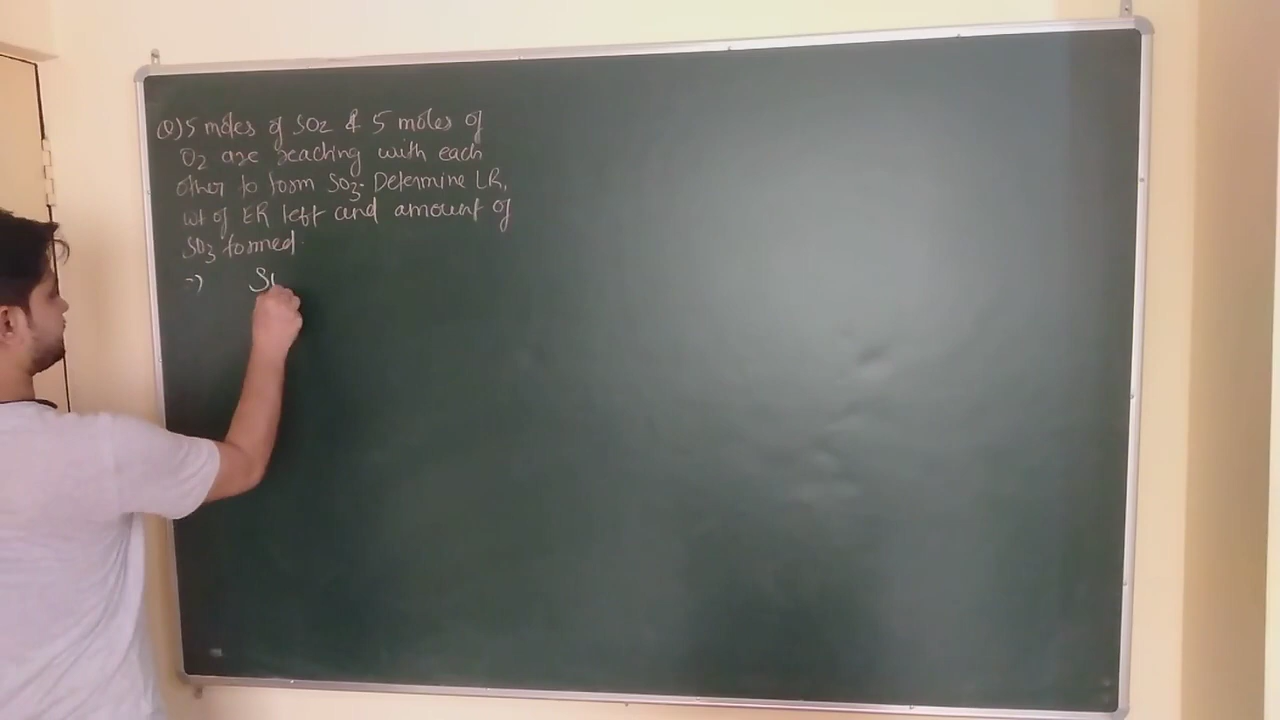 Q) 5 moles of SO2 & 5 moles of
O2 are reacting with each
other to form SO3. Determine LR,
wt of ER left and amount of
SO3 formed.
→ S